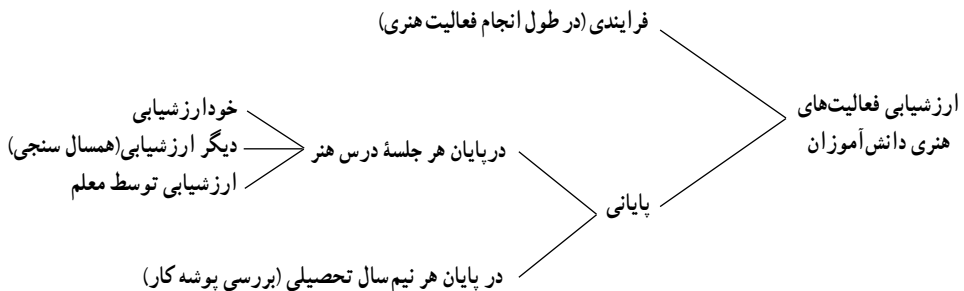 فرایندی (در طول انجام فعالیت هنری)
ارزشیابی فعالیت‌های
هنری دانش‌آموزان
خودارزشیابی
دیگر ارزشیابی(همسال سنجی)
ارزشیابی توسط معلم
درپایان هر جلسهٔ درس هنر
پایانی
در پایان هر نیم‌سال تحصیلی (بررسی پوشه کار)